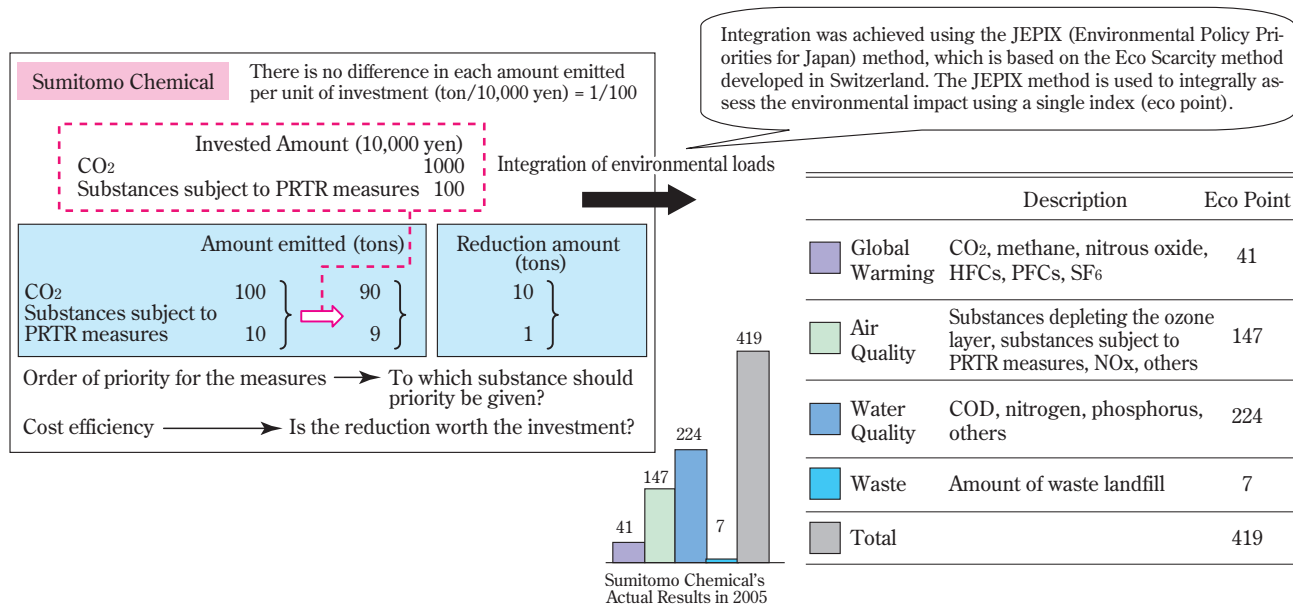 Integration was achieved using the JEPIX (Environmental Policy Pri-
orities for Japan) method, which is based on the Eco Scarcity method
developed in Switzerland. The JEPIX method is used to integrally as-
sess the environmental impact using a single index (eco point).
Sumitomo Chemical
There is no difference in each amount emitted
per unit of investment (ton/10,000 yen) = 1/100
Invested Amount (10,000 yen)
CO2 1000
Substances subject to PRTR measures 100
Integration of environmental loads
Amount emitted (tons)
CO2 100 90
Substances subject to
PRTR measures 10 9
Reduction amount
(tons)
10
1
Order of priority for the measures To which substance should
priority be given?
Cost efficiency Is the reduction worth the investment?
Description Eco Point
Global
Warming
CO2, methane, nitrous oxide,
HFCs, PFCs, SF6
41
Air
Quality
Substances depleting the ozone
layer, substances subject to
PRTR measures, NOx, others
147
Water
Quality
COD, nitrogen, phosphorus,
others
224
Waste Amount of waste landfill 7
Total 419
41
147
224
7
419
Sumitomo Chemical's
Actual Results in 2005